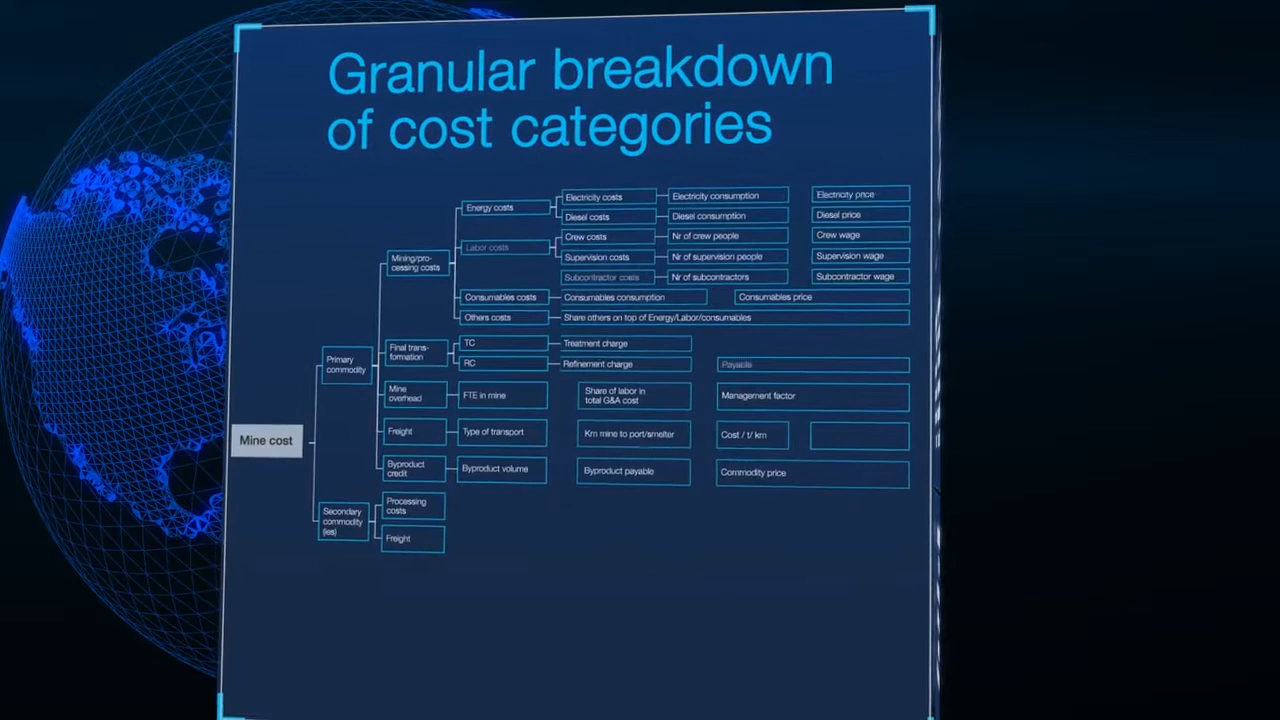 Granular breakdown
of cost categories
Electricity costs
Electricity consumption
Electricity price
Energy costs
Diesel costs
Diesel consumption
Diesel price
Crew costs
Nr of crew people
Crew wage
Labor costs
Mining/pro-
cessing costs
Supervision costs
Nr of supervision people
Supervision wage
Subcontractor costs
Nr of subcontractors
Subcontractor wage
Consumables costs
Consumables consumption
Consumables price
Others costs
Share others on top of Energy/Labor/consumables
Primary
commodity
Final trans-
formation
TC
Treatment charge
RC
Refinement charge
Payable
Mine
overhead
FTE in mine
Share of labor in
total G&A cost
Management factor
Freight
Type of transport
Km mine to port/smelter
Cost / t/ km
Mine cost
Byproduct
credit
Byproduct volume
Byproduct payable
Commodity price
Secondary
commodity
(ies)
Processing
costs
Freight